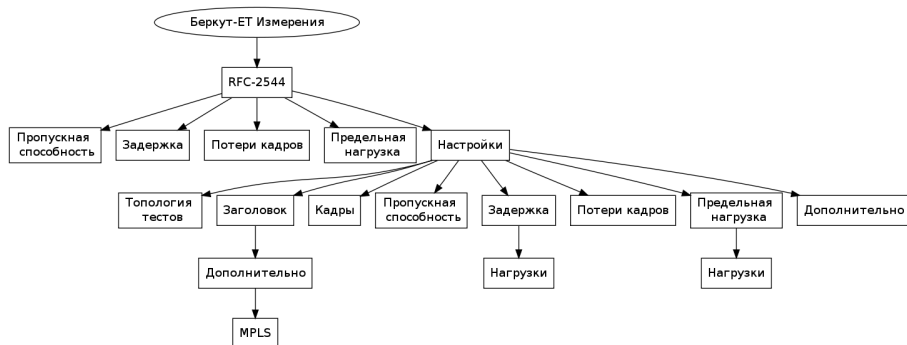 Беркут-ET Измерения
RFC-2544
Пропускная
способность
Задержка
Потери кадров
Предельная
нагрузка
Настройки
Топология
тестов
Заголовок
Кадры
Пропускная
способность
Задержка
Потери кадров
Предельная
нагрузка
Дополнительно
Дополнительно
Нагрузки
Нагрузки
MPLS